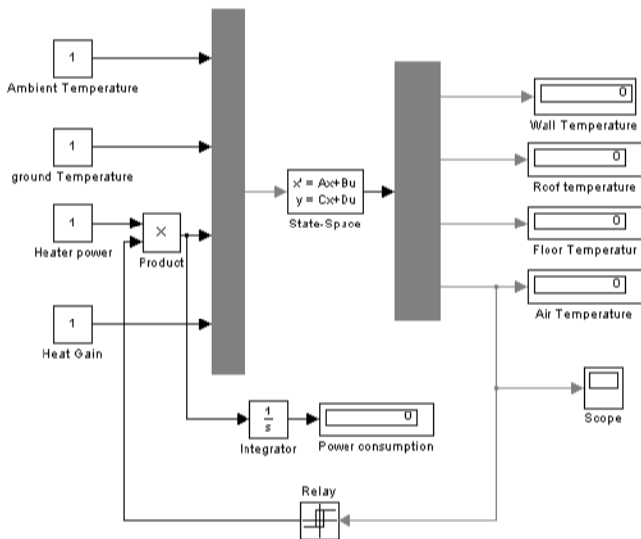 1
Ambient Temperature
1
ground Temperature
1
Heater power
×
Product
1
Heat Gain
x' = Ax+Bu
y = Cx+Du
State-Space
0
Wall Temperature
0
Roof temperature
0
Floor Temperatur
0
Air Temperature
Scope
1
s
Integrator
0
Power consumption
Relay